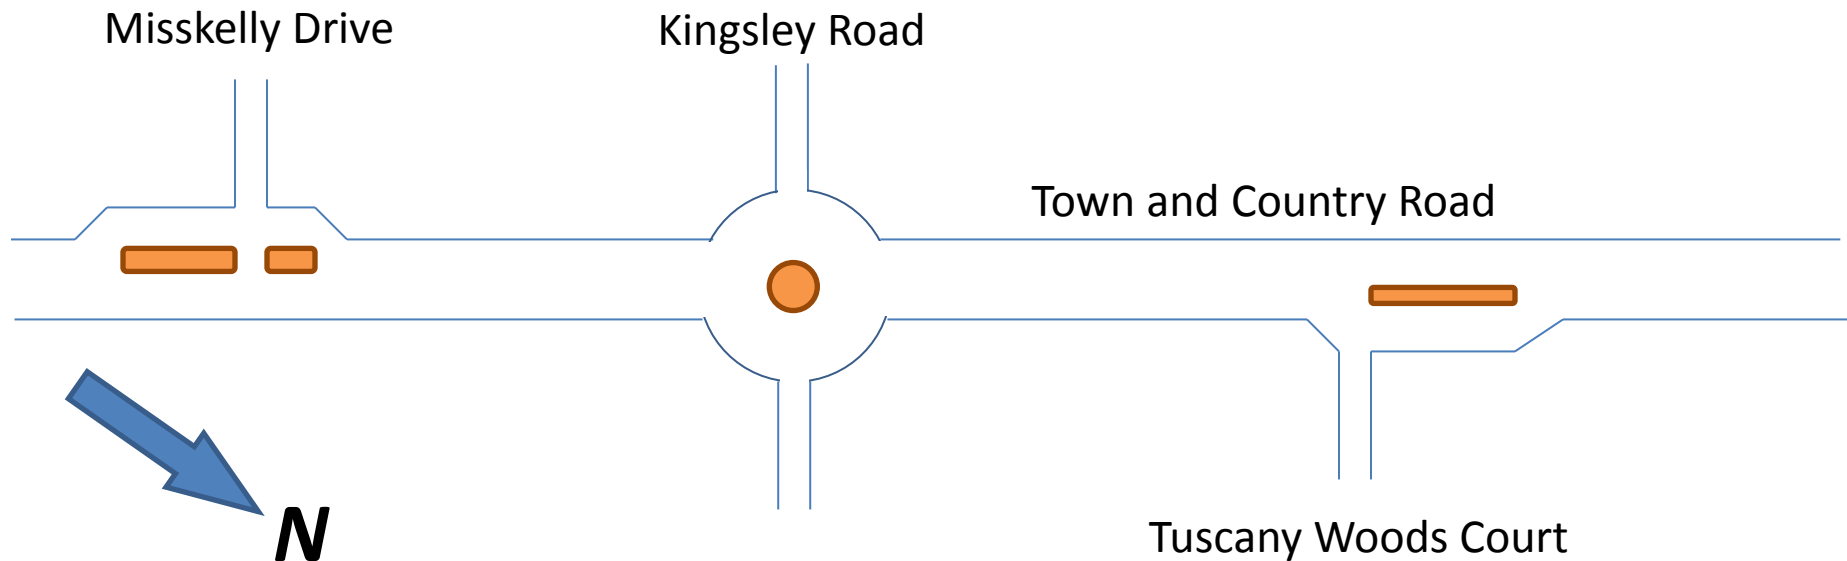 Misskelly Drive
Kingsley Road
Town and Country Road
N
Tuscany Woods Court